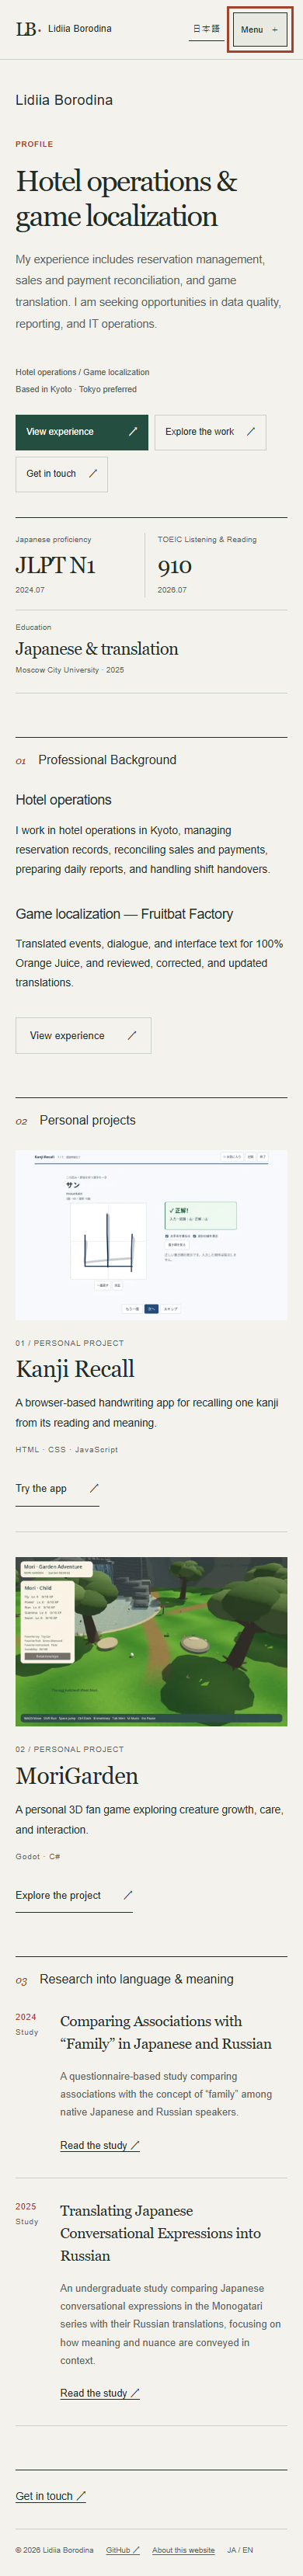 LB. Lidiia Borodina 日本語 Menu +
Lidiia Borodina
PROFILE
Hotel operations &
game localization
My experience includes reservation management,
sales and payment reconciliation, and game
translation. I am seeking opportunities in data quality,
reporting, and IT operations.
Hotel operations / Game localization
Based in Kyoto · Tokyo preferred
View experience
Explore the work
Get in touch
Japanese proficiency
JLPT N1
2024.07
TOEIC Listening & Reading
910
2026.07
Education
Japanese & translation
Moscow City University · 2025
01 Professional Background
Hotel operations
I work in hotel operations in Kyoto, managing
reservation records, reconciling sales and payments,
preparing daily reports, and handling shift handovers.
Game localization — Fruitbat Factory
Translated events, dialogue, and interface text for 100%
Orange Juice, and reviewed, corrected, and updated
translations.
View experience
02 Personal projects
Kanji Recall
サン
✓ 正解!
01 / PERSONAL PROJECT
Kanji Recall
A browser-based handwriting app for recalling one kanji
from its reading and meaning.
HTML · CSS · JavaScript
Try the app
Mori · Garden Adventure
Mori · Child
02 / PERSONAL PROJECT
MoriGarden
A personal 3D fan game exploring creature growth, care,
and interaction.
Godot · C#
Explore the project
03 Research into language & meaning
2024
Study
Comparing Associations with
“Family” in Japanese and Russian
A questionnaire-based study comparing
associations with the concept of “family” among
native Japanese and Russian speakers.
Read the study
2025
Study
Translating Japanese
Conversational Expressions into
Russian
An undergraduate study comparing Japanese
conversational expressions in the Monogatari
series with their Russian translations, focusing on
how meaning and nuance are conveyed in
context.
Read the study
Get in touch
© 2026 Lidiia Borodina GitHub About this website JA / EN